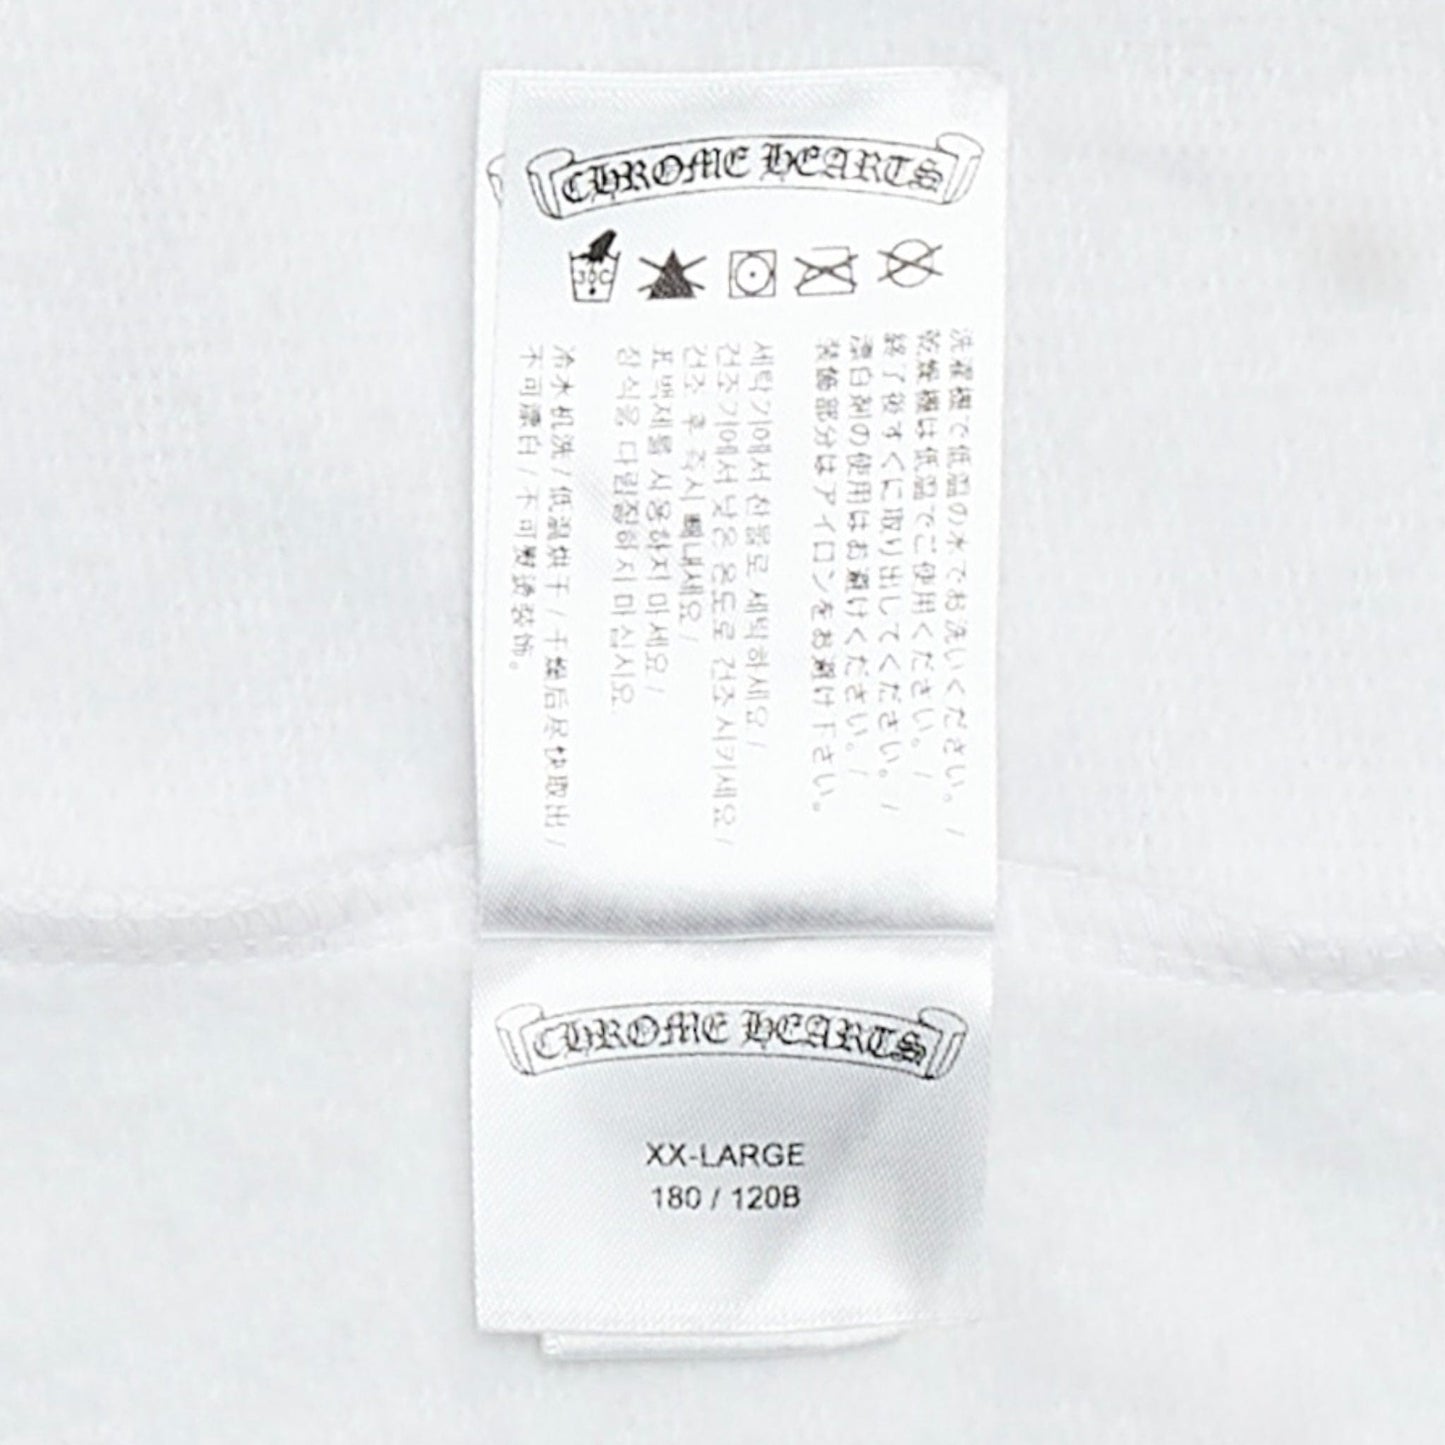 CHROME HEARTS
30C
洗濯機で低温の水でお洗いください。/
乾燥機は低温でご使用ください。/
終了後すぐに取り出してください。/
漂白剤の使用はお避けください。/
装飾部分はアイロンをお避け下さい。
세탁기에서 찬물로 세탁하세요/
건조기에서 낮은 온도로 건조시키세요/
건조 후 즉시 빼내세요/
표백제를 사용하지 마세요/
장식용 다림질하지 마십시오
冷水机洗/低温烘干/干燥后尽快取出/
不可漂白/不可熨烫装饰。
CHROME HEARTS
XX-LARGE
180 / 120B